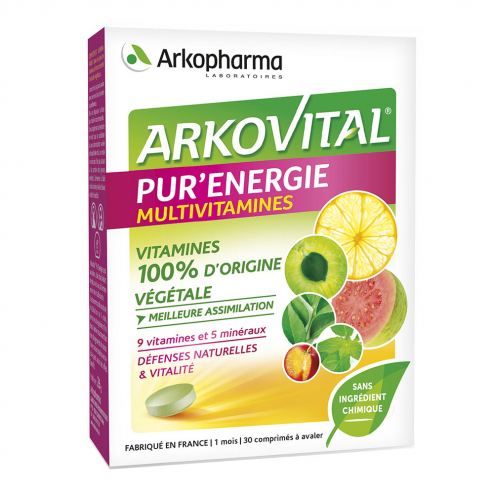 Arkopharma
LABORATOIRES
ARKOVITAL®
PUR'ENERGIE
MULTIVITAMINES
VITAMINES
100% D'ORIGINE
VÉGÉTALE
MEILLEURE ASSIMILATION
9 vitamines et 5 minéraux
DÉFENSES NATURELLES
& VITALITÉ
SANS
INGRÉDIENT
CHIMIQUE
FABRIQUÉ EN FRANCE | 1 mois | 30 comprimés à avaler